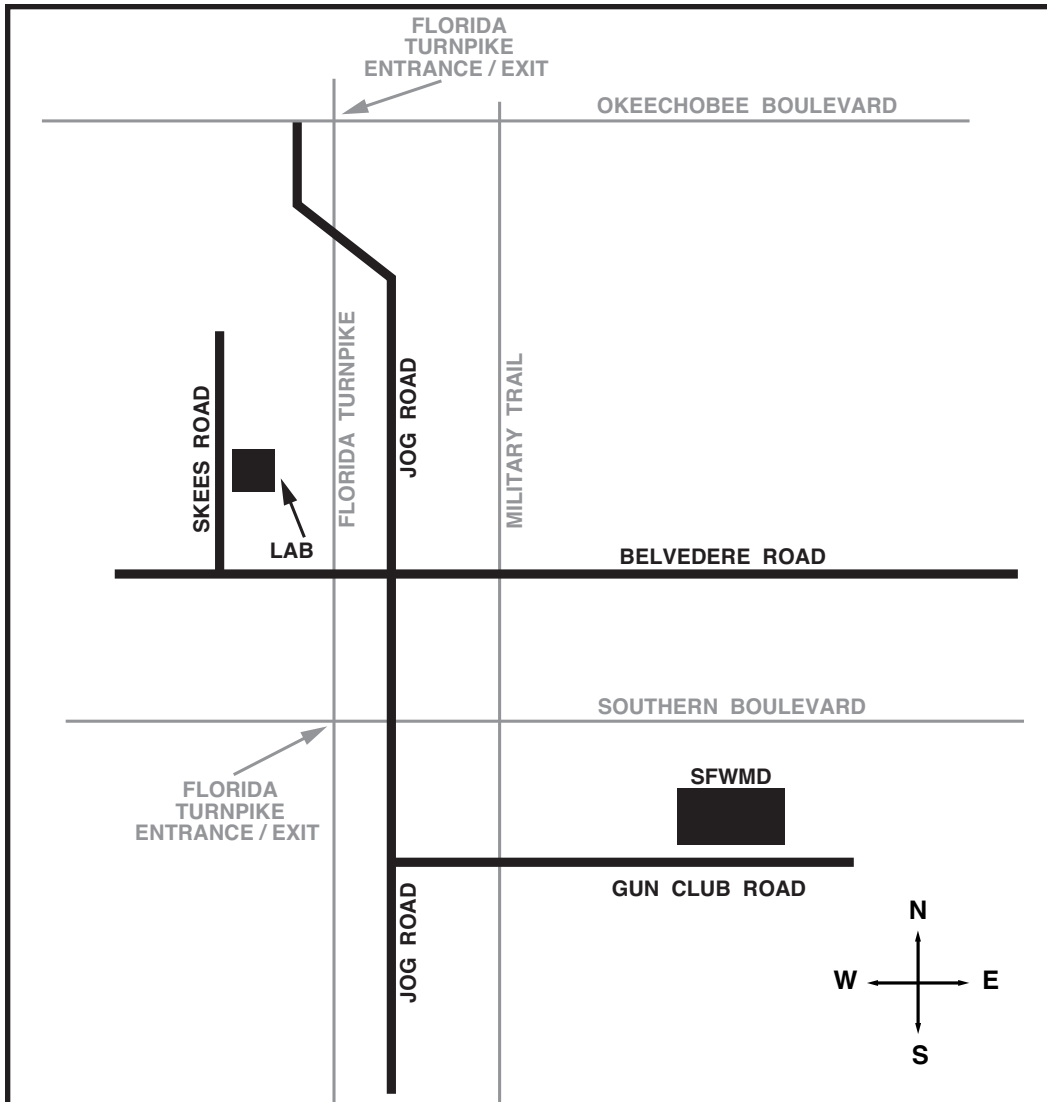 FLORIDA
TURNPIKE
ENTRANCE / EXIT
OKEECHOBEE BOULEVARD
SKEES ROAD
FLORIDA TURNPIKE
JOG ROAD
MILITARY TRAIL
LAB
BELVEDERE ROAD
SOUTHERN BOULEVARD
FLORIDA
TURNPIKE
ENTRANCE / EXIT
SFWMD
GUN CLUB ROAD
JOG ROAD
N
W
E
S